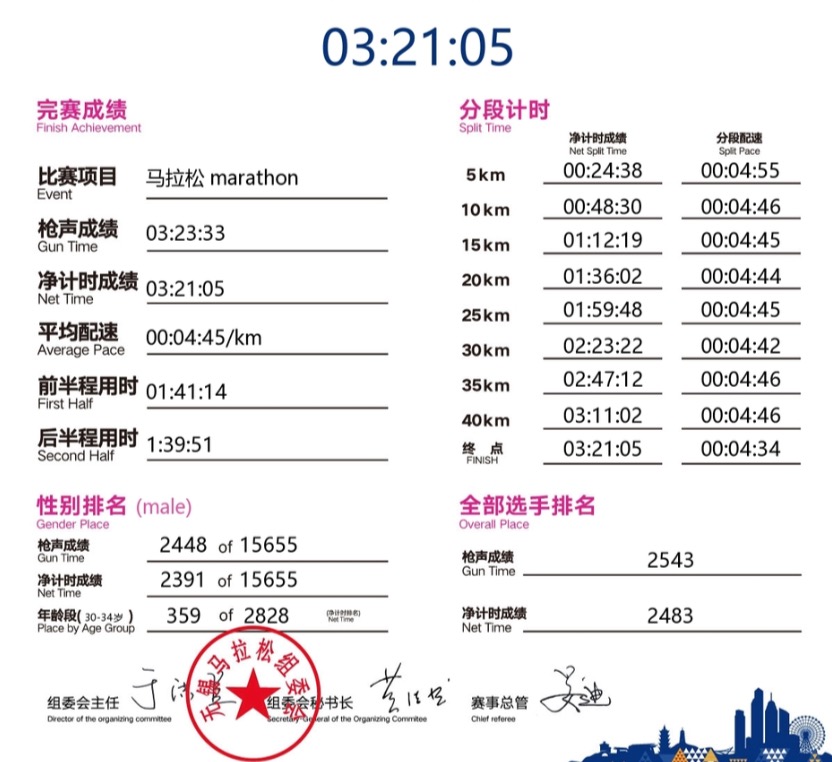 03:21:05
完赛成绩
Finish Achievement
比赛项目
Event
马拉松 marathon
枪声成绩
Gun Time
03:23:33
净计时成绩
Net Time
03:21:05
平均配速
Average Pace
00:04:45/km
前半程用时
First Half
01:41:14
后半程用时
Second Half
1:39:51
分段计时
Split Time
净计时成绩 分段配速
Net Split Time Split Pace
5km 00:24:38 00:04:55
10km 00:48:30 00:04:46
15km 01:12:19 00:04:45
20km 01:36:02 00:04:44
25km 01:59:48 00:04:45
30km 02:23:22 00:04:42
35km 02:47:12 00:04:46
40km 03:11:02 00:04:46
终 点 03:21:05 00:04:34
FINISH
性别排名 (male)
Gender Place
枪声成绩
Gun Time
2448 of 15655
净计时成绩
Net Time
2391 of 15655
年龄段( 30-34岁 )
Place by Age Group
359 of 2828
(净计时排名)
Net Time
全部选手排名
Overall Place
枪声成绩
Gun Time
2543
净计时成绩
Net Time
2483
组委会主任
Director of the organizing committee
组委会秘书长
Secretary General of the Organizing Commitee
赛事总管
Chief referee
无锡马拉松组委会